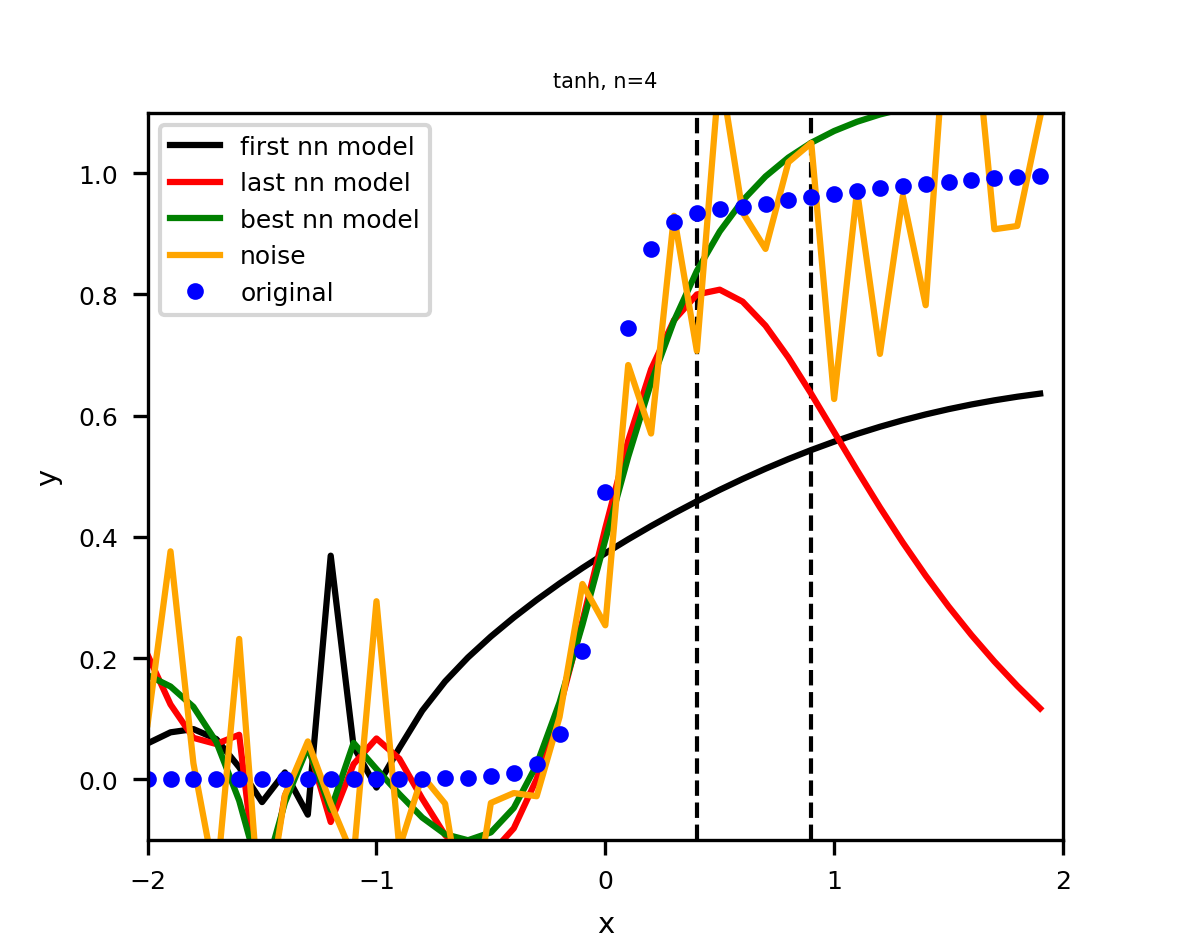 tanh, n=4
first nn model
last nn model
best nn model
noise
original
1.0
0.8
0.6
0.4
0.2
0.0
y
−2
−1
0
1
2
x